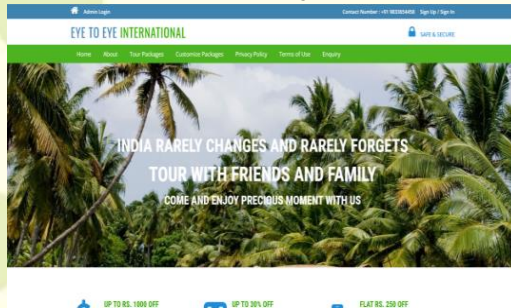 Admin Login
Contact Number : +91 9833854456 Sign Up / Sign In
EYE TO EYE INTERNATIONAL
SAFE & SECURE
Home About Tour Packages Customise Packages Privacy Policy Terms of Use Enquiry
INDIA RARELY CHANGES AND RARELY FORGETS
TOUR WITH FRIENDS AND FAMILY
COME AND ENJOY PRECIOUS MOMENT WITH US
UP TO RS. 1000 OFF UP TO 30% OFF FLAT RS. 250 OFF